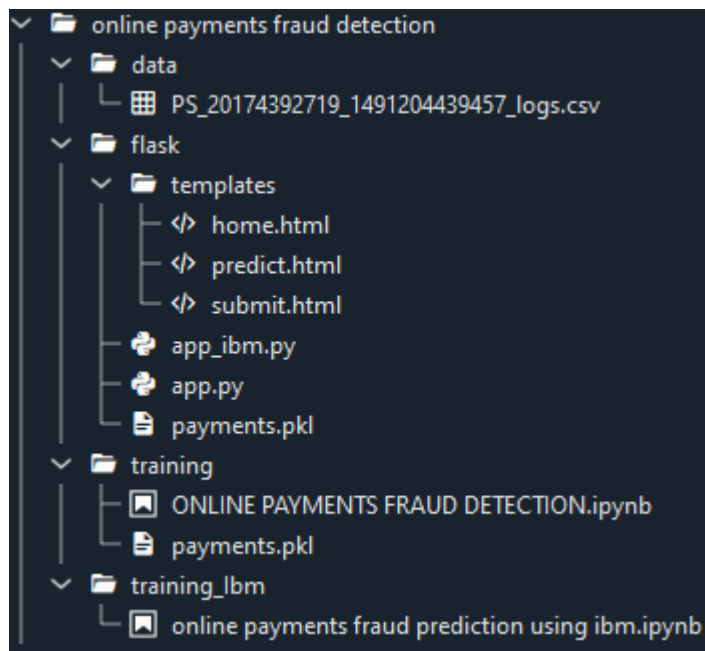 online payments fraud detection
data
PS_20174392719_1491204439457_logs.csv
flask
templates
home.html
predict.html
submit.html
app_ibm.py
app.py
payments.pkl
training
ONLINE PAYMENTS FRAUD DETECTION.ipynb
payments.pkl
training_Ibm
online payments fraud prediction using ibm.ipynb